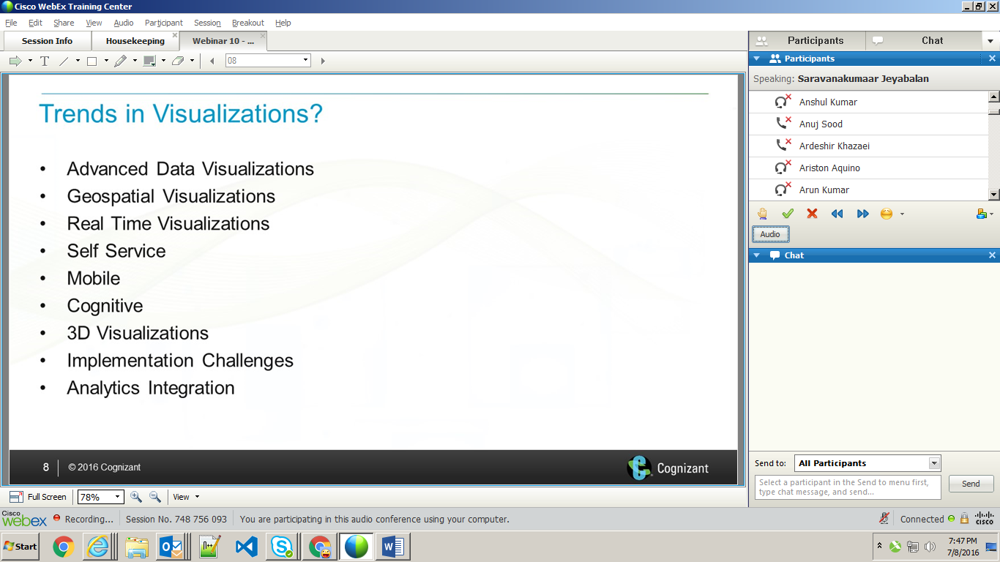 Cisco WebEx Training Center
File Edit Share View Audio Participant Session Breakout Help
Session Info Housekeeping Webinar 10 - ...
T 08
Trends in Visualizations?
• Advanced Data Visualizations
• Geospatial Visualizations
• Real Time Visualizations
• Self Service
• Mobile
• Cognitive
• 3D Visualizations
• Implementation Challenges
• Analytics Integration
8 © 2016 Cognizant
Cognizant
Full Screen 78% View
Participants Chat
Participants
Speaking: Saravanakumaar Jeyabalan
Anshul Kumar
Anuj Sood
Ardeshir Khazaei
Ariston Aquino
Arun Kumar
Audio
Chat
Send to: All Participants
Select a participant in the Send to menu first,
type chat message, and send...
Send
Cisco webex Recording... Session No. 748 756 093 You are participating in this audio conference using your computer. Connected cisco
Start 7:47 PM
7/8/2016